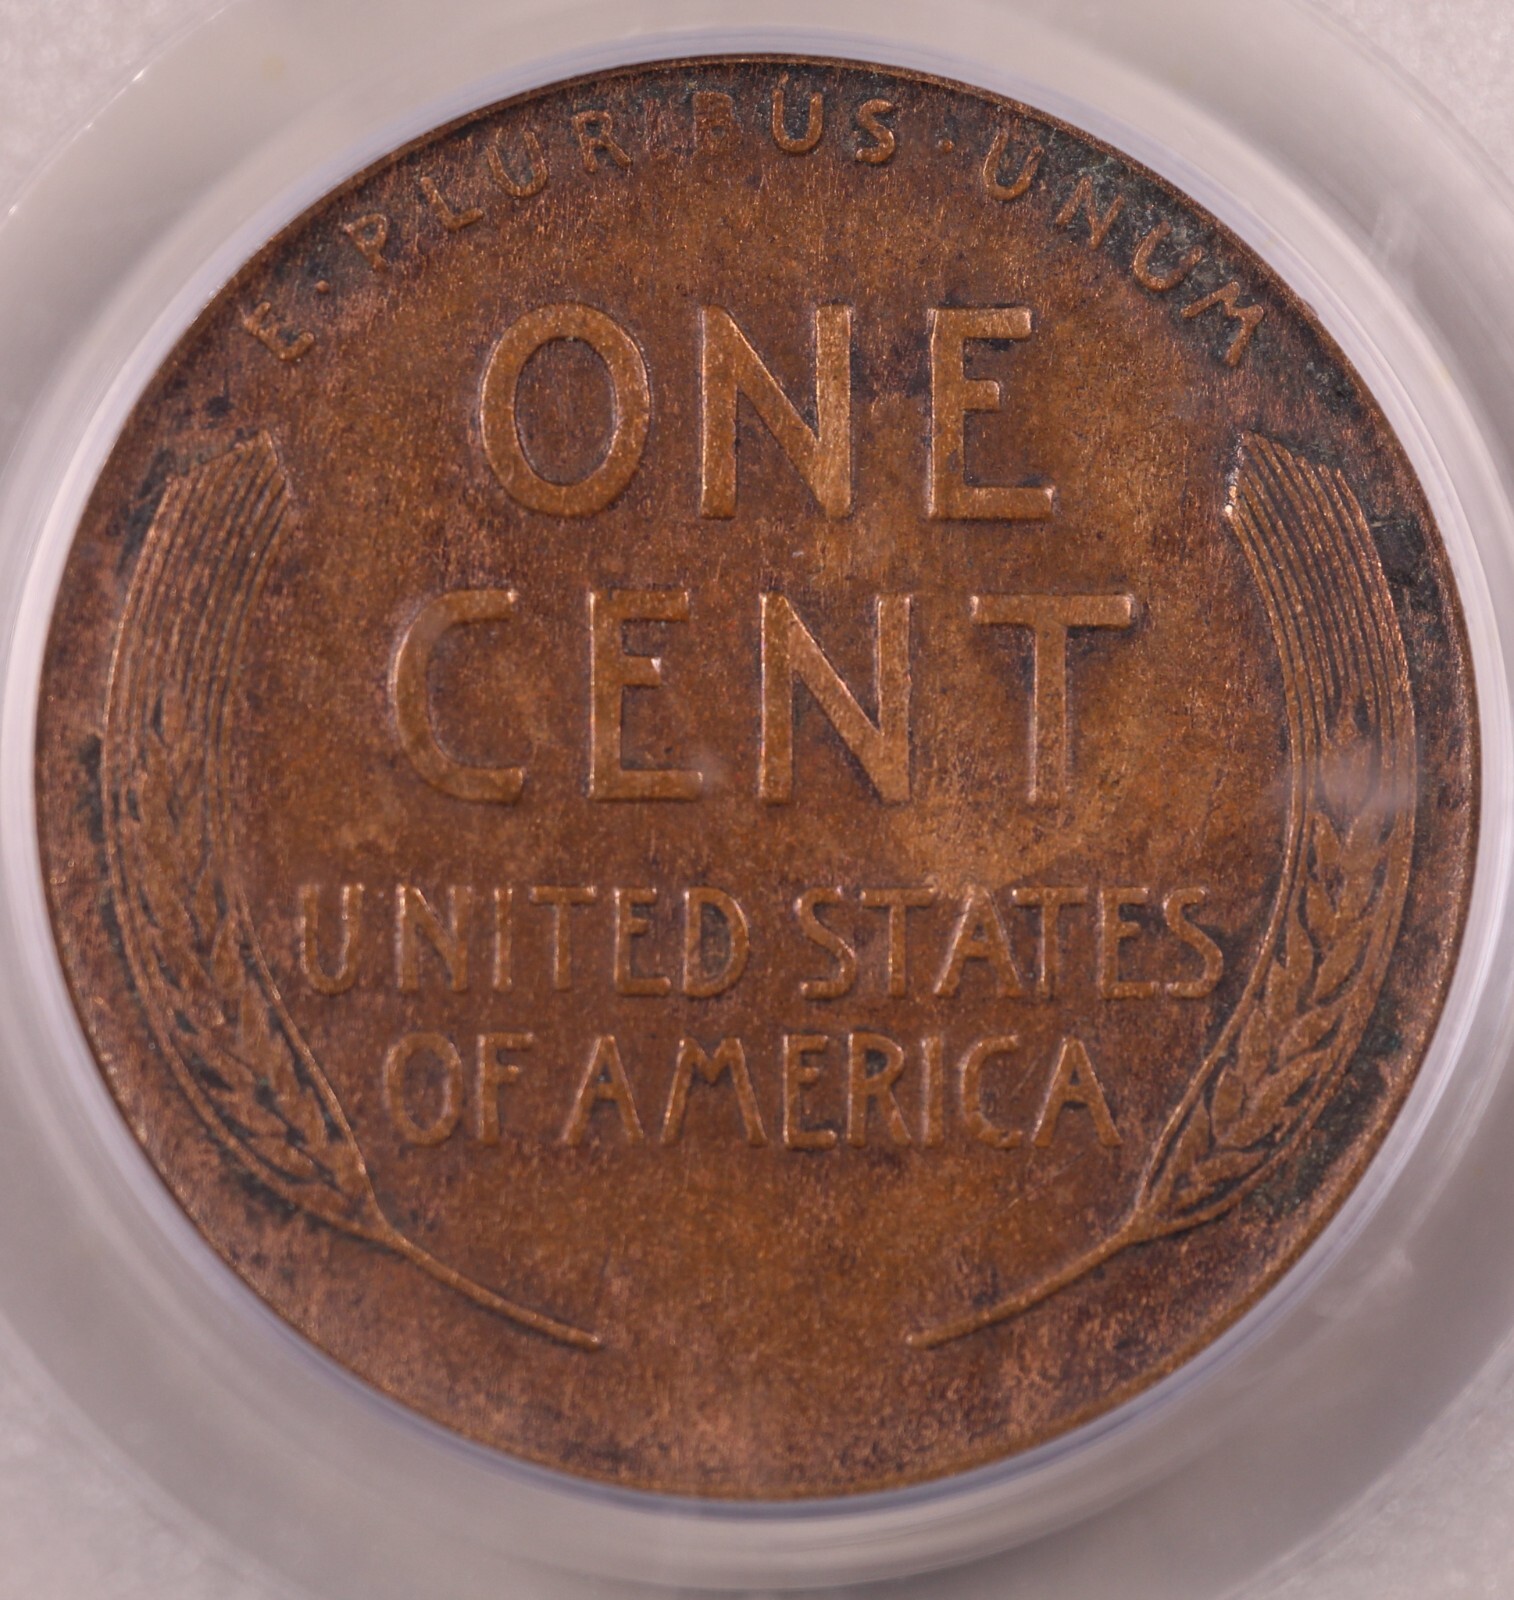 E · PLURIBUS · UNUM
ONE
CENT
UNITED STATES
OF AMERICA